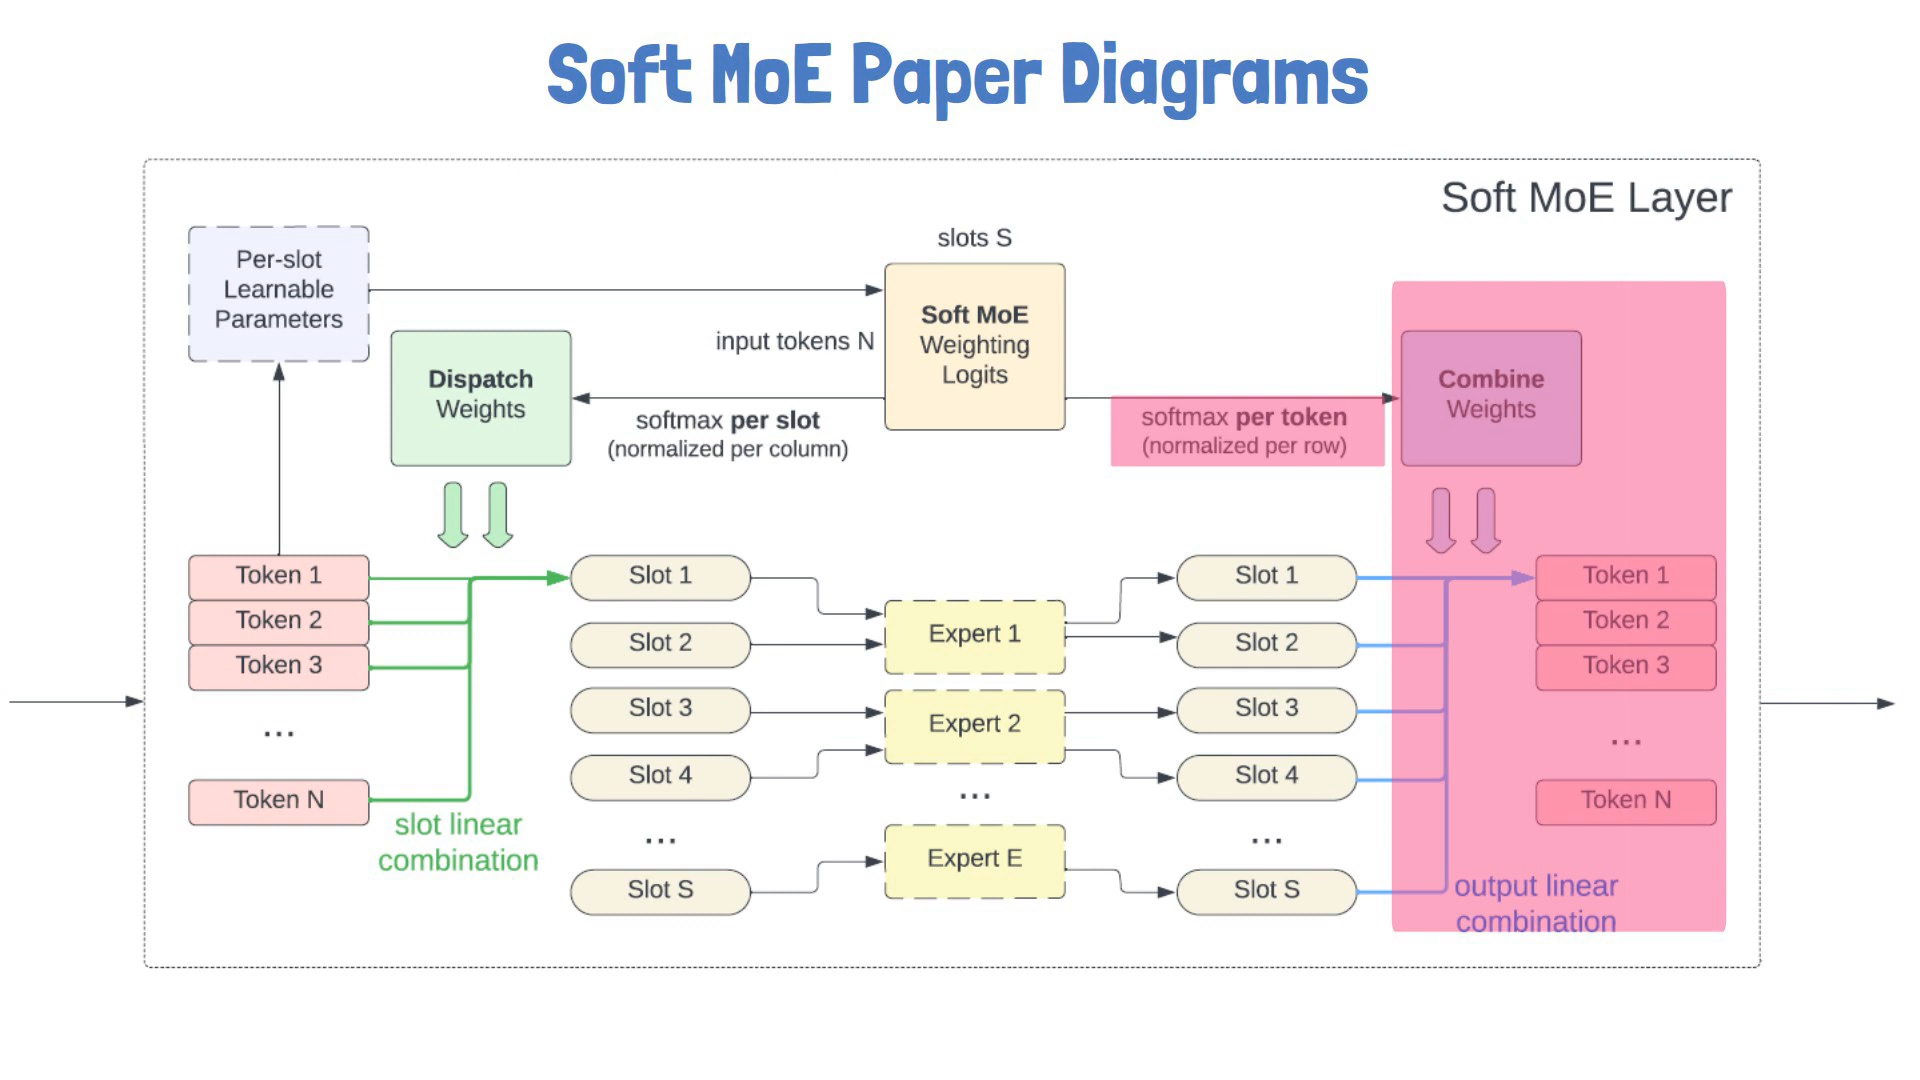 Soft MoE Paper Diagrams
Soft MoE Layer
slots S
Per-slot
Learnable
Parameters
input tokens N
Soft MoE
Weighting
Logits
Dispatch
Weights
softmax per slot
(normalized per column)
softmax per token
(normalized per row)
Combine
Weights
Token 1
Token 2
Token 3
...
Token N
slot linear
combination
Slot 1
Slot 2
Slot 3
Slot 4
...
Slot S
Expert 1
Expert 2
...
Expert E
Slot 1
Slot 2
Slot 3
Slot 4
...
Slot S
output linear
combination
Token 1
Token 2
Token 3
...
Token N